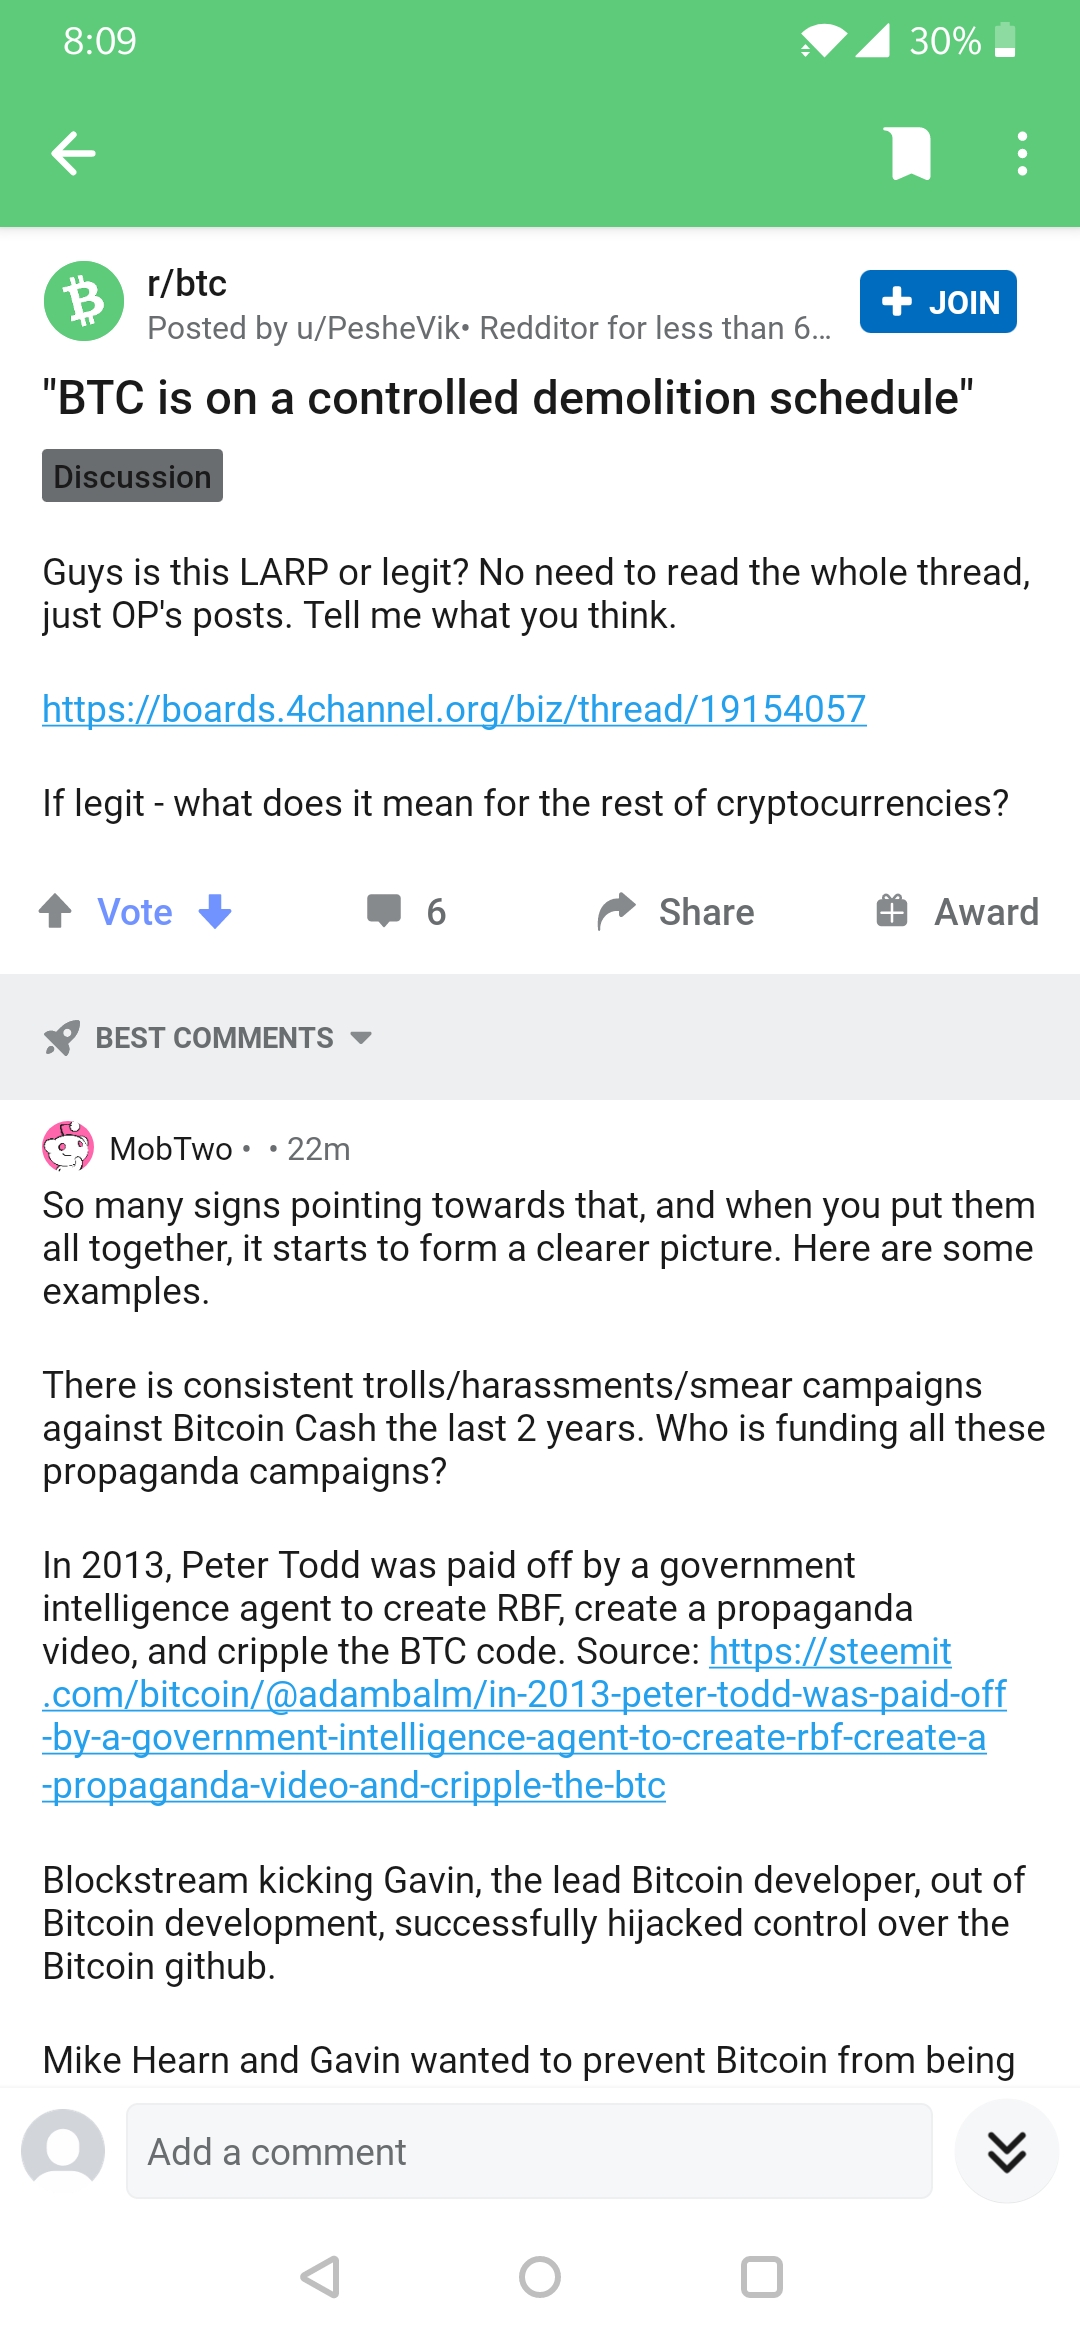 8:09
30%
r/btc
Posted by u/PesheVik• Redditor for less than 6...
JOIN
"BTC is on a controlled demolition schedule"
Discussion
Guys is this LARP or legit? No need to read the whole thread,
just OP's posts. Tell me what you think.
https://boards.4channel.org/biz/thread/19154057
If legit - what does it mean for the rest of cryptocurrencies?
Vote
6
Share
Award
BEST COMMENTS
MobTwo • • 22m
So many signs pointing towards that, and when you put them
all together, it starts to form a clearer picture. Here are some
examples.
There is consistent trolls/harassments/smear campaigns
against Bitcoin Cash the last 2 years. Who is funding all these
propaganda campaigns?
In 2013, Peter Todd was paid off by a government
intelligence agent to create RBF, create a propaganda
video, and cripple the BTC code. Source: https://steemit
.com/bitcoin/@adambalm/in-2013-peter-todd-was-paid-off
-by-a-government-intelligence-agent-to-create-rbf-create-a
-propaganda-video-and-cripple-the-btc
Blockstream kicking Gavin, the lead Bitcoin developer, out of
Bitcoin development, successfully hijacked control over the
Bitcoin github.
Mike Hearn and Gavin wanted to prevent Bitcoin from being
Add a comment